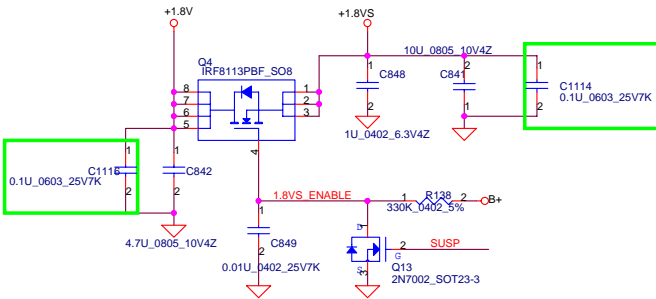 +1.8V
+1.8VS
Q4
IRF8113PBF_SO8
10U_0805_10V4Z
8
7
6
5
1
2
3
4
1
2
C848
1U_0402_6.3V4Z
2
1
C841
1
2
C1114
0.1U_0603_25V7K
1
2
C1116
0.1U_0603_25V7K
1
2
C842
4.7U_0805_10V4Z
1.8VS_ENABLE
1
R138
2
B+
330K_0402_5%
1
2
C849
0.01U_0402_25V7K
D
1
2
G
SUSP
S
3
Q13
2N7002_SOT23-3